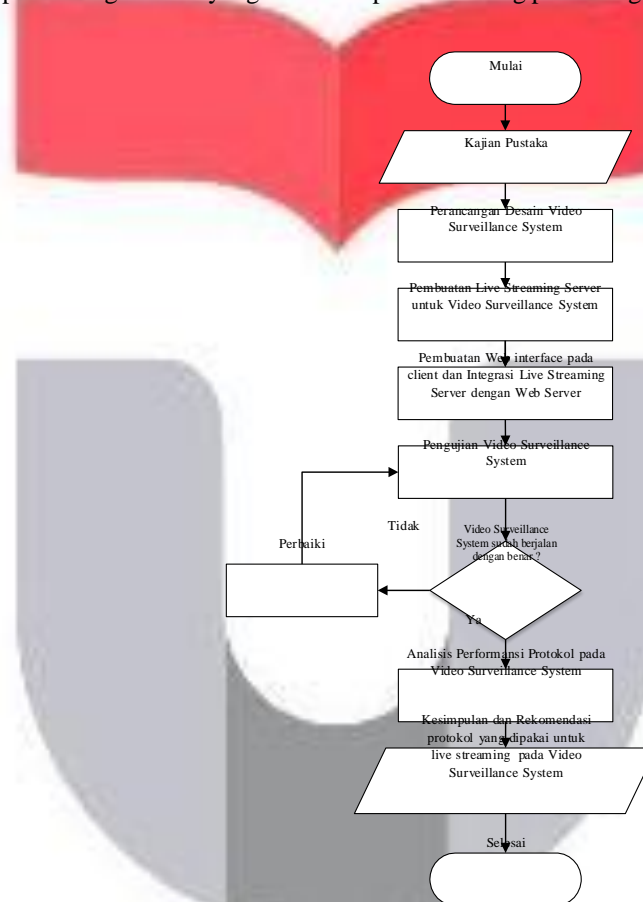 Mulai
Kajian Pustaka
Perancangan Desain Video
Surveillance System
Pembuatan Live Streaming Server
untuk Video Surveillance System
Pembuatan Web interface pada
client dan Integrasi Live Streaming
Server dengan Web Server
Pengujian Video Surveillance
System
Tidak
Video Surveillance
System sudah berjalan
dengan benar ?
Perbaiki
Ya
Analisis Performansi Protokol pada
Video Surveillance System
Kesimpulan dan Rekomendasi
protokol yang dipakai untuk
live streaming pada Video
Surveillance System
Selesai